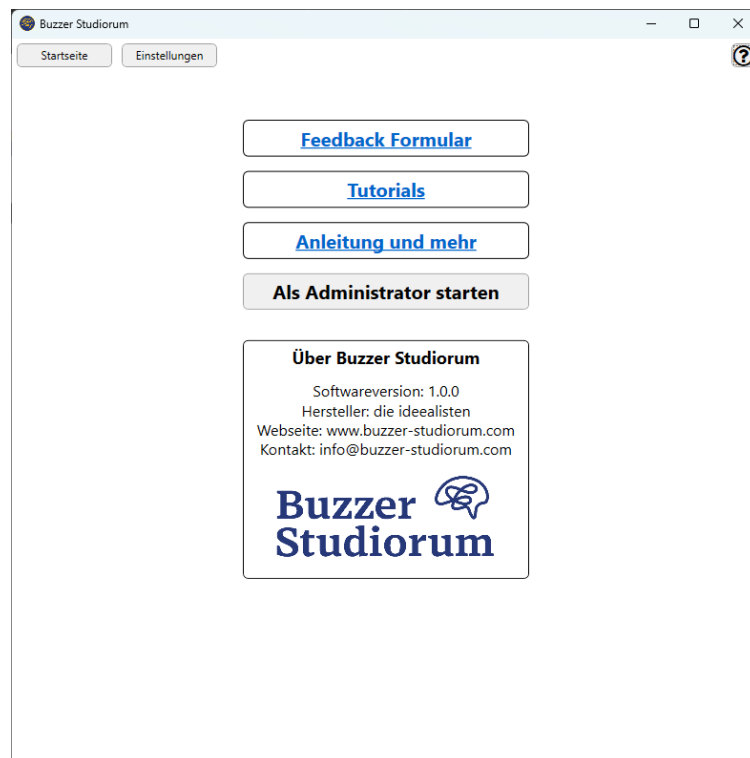 Buzzer Studiorum
Startseite
Einstellungen
?
Feedback Formular
Tutorials
Anleitung und mehr
Als Administrator starten
Über Buzzer Studiorum
Softwareversion: 1.0.0
Hersteller: die ideealisten
Webseite: www.buzzer-studiorum.com
Kontakt: info@buzzer-studiorum.com
Buzzer
Studiorum